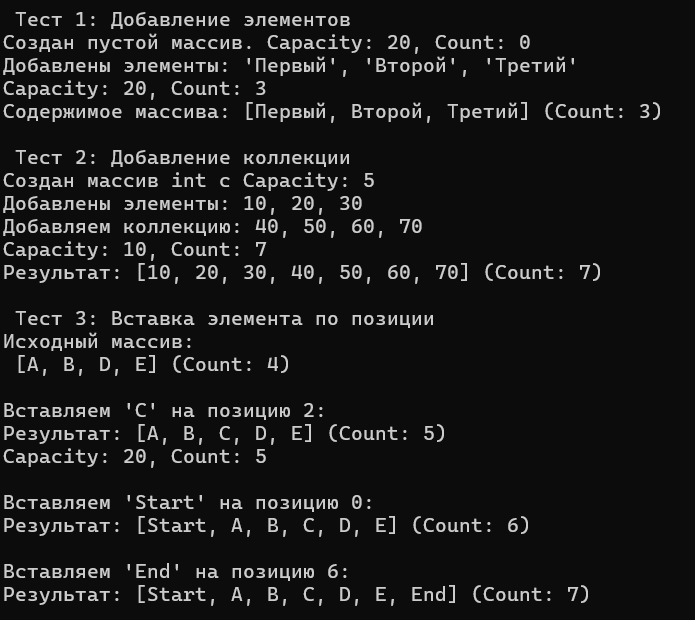 Тест 1: Добавление элементов
Создан пустой массив. Capacity: 20, Count: 0
Добавлены элементы: 'Первый', 'Второй', 'Третий'
Capacity: 20, Count: 3
Содержимое массива: [Первый, Второй, Третий] (Count: 3)
Тест 2: Добавление коллекции
Создан массив int с Capacity: 5
Добавлены элементы: 10, 20, 30
Добавляем коллекцию: 40, 50, 60, 70
Capacity: 10, Count: 7
Результат: [10, 20, 30, 40, 50, 60, 70] (Count: 7)
Тест 3: Вставка элемента по позиции
Исходный массив:
[A, B, D, E] (Count: 4)
Вставляем 'C' на позицию 2:
Результат: [A, B, C, D, E] (Count: 5)
Capacity: 20, Count: 5
Вставляем 'Start' на позицию 0:
Результат: [Start, A, B, C, D, E] (Count: 6)
Вставляем 'End' на позицию 6:
Результат: [Start, A, B, C, D, E, End] (Count: 7)